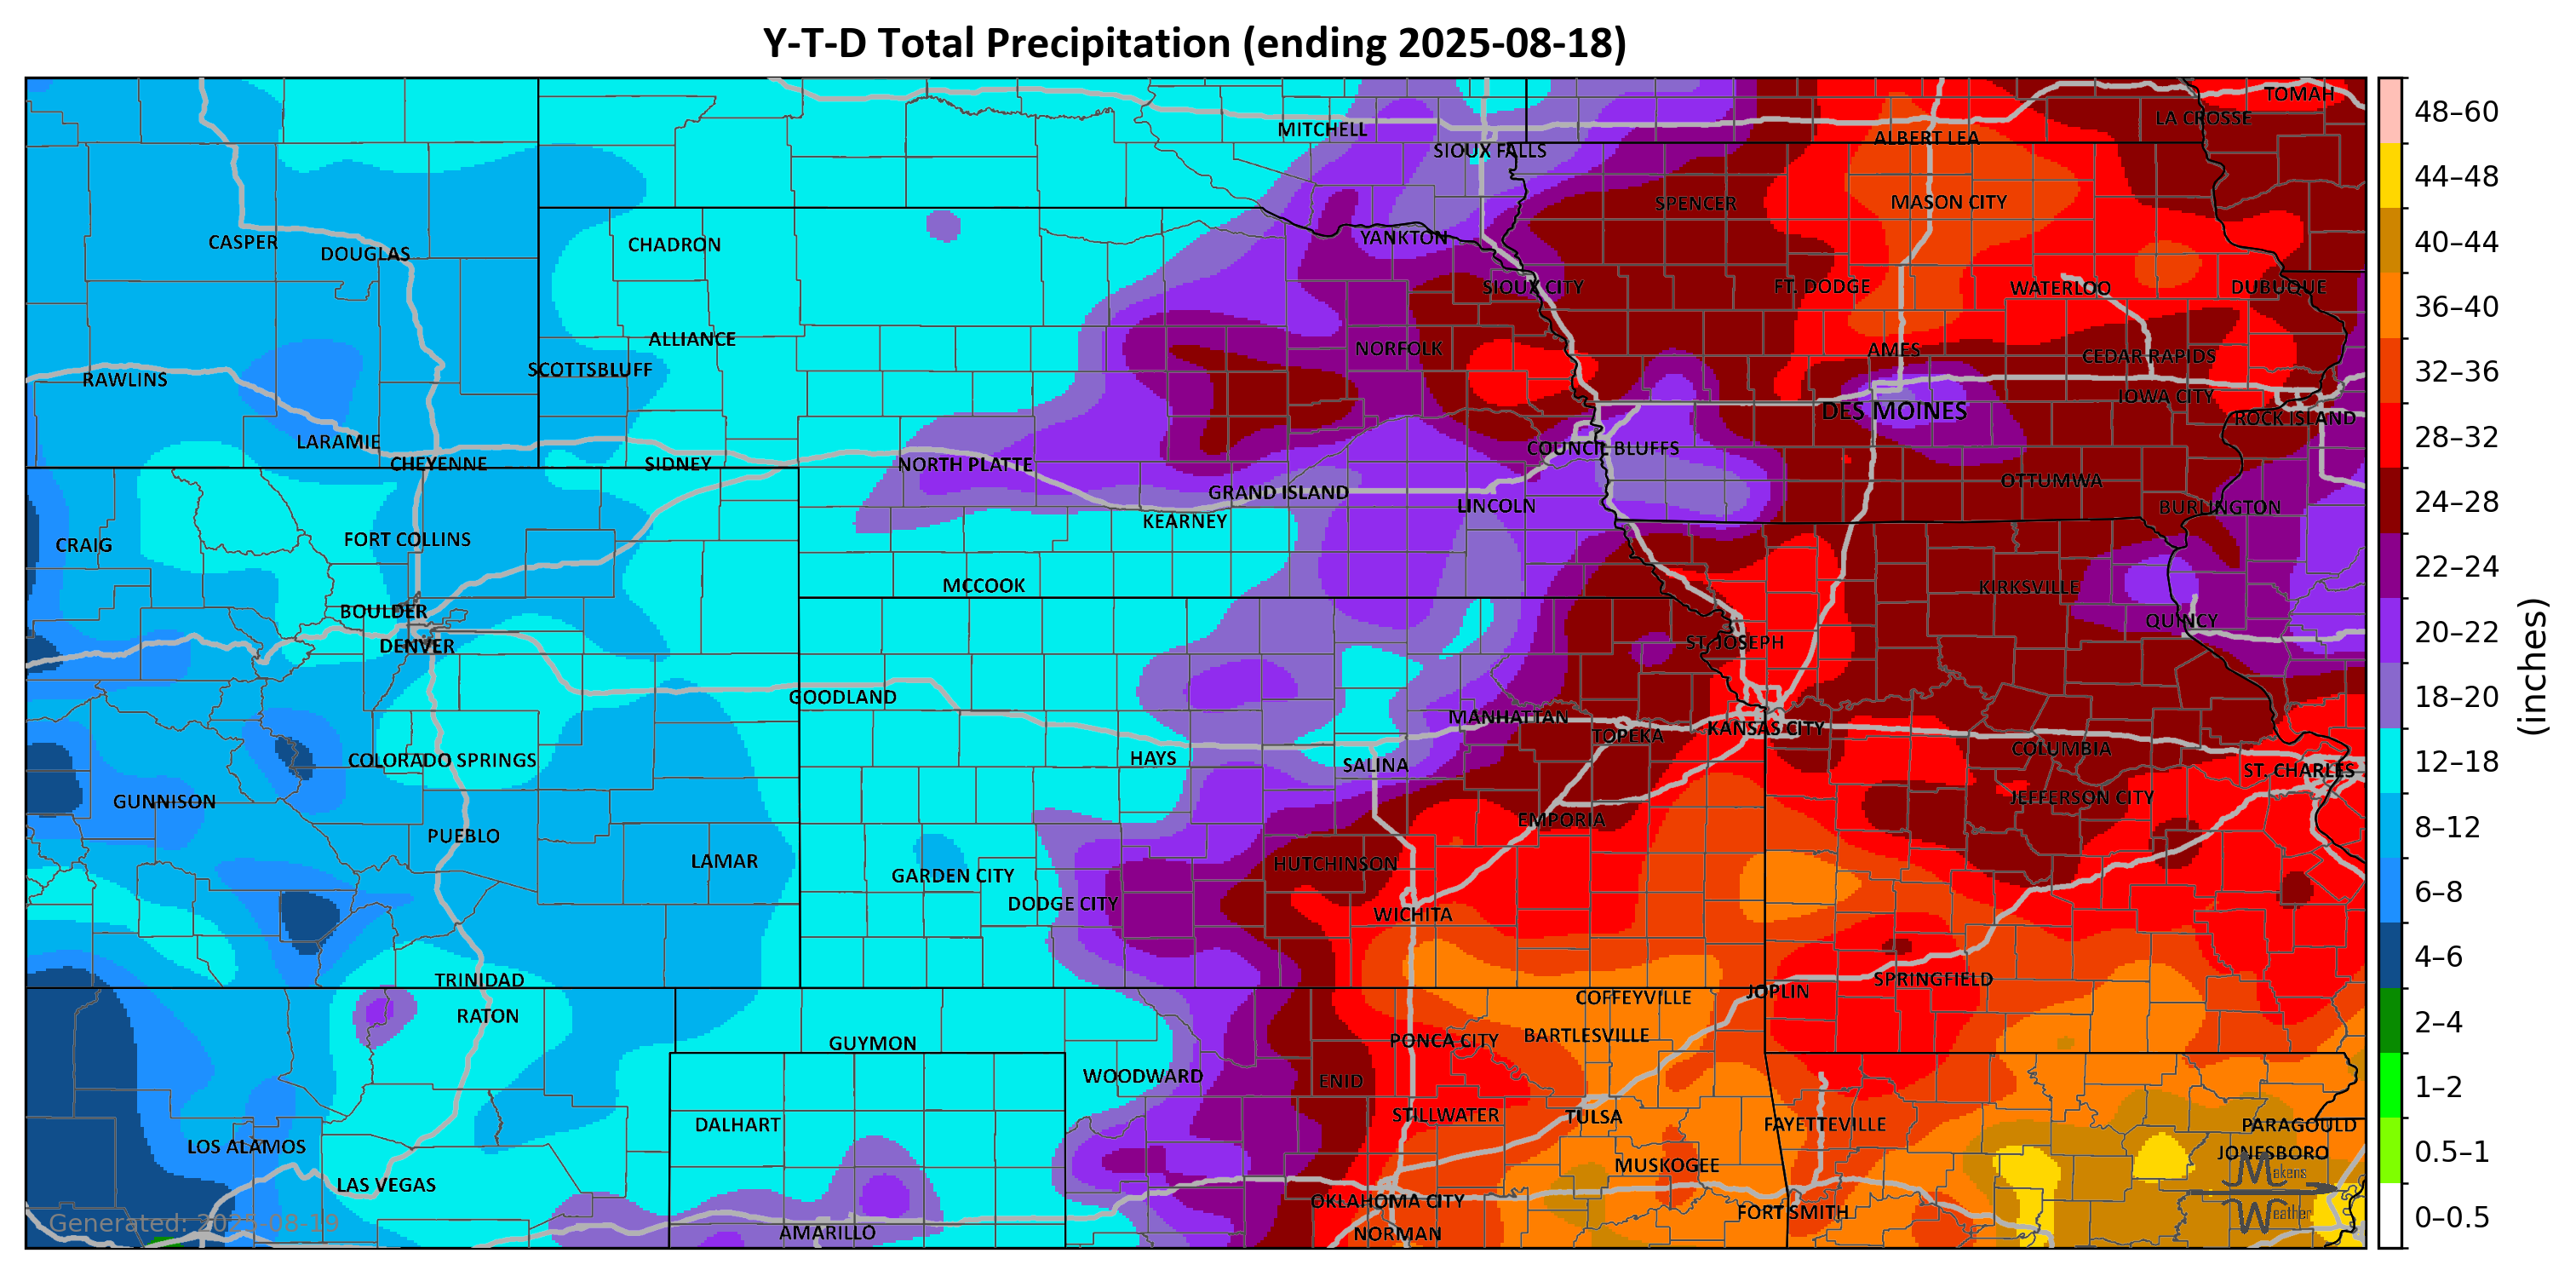 Y-T-D Total Precipitation (ending 2025-08-18)
TOMAH
LA CROSSE
MITCHELL
ALBERT LEA
SIOUX FALLS
SPENCER
MASON CITY
YANKTON
CASPER
CHADRON
DOUGLAS
SIOUX CITY
FT. DODGE
WATERLOO
DUBUQUE
ALLIANCE
NORFOLK
AMES
CEDAR RAPIDS
SCOTTSBLUFF
RAWLINS
IOWA CITY
DES MOINES
ROCK ISLAND
LARAMIE
COUNCIL BLUFFS
CHEYENNE
SIDNEY
NORTH PLATTE
OTTUMWA
GRAND ISLAND
LINCOLN
BURLINGTON
KEARNEY
FORT COLLINS
CRAIG
MCCOOK
KIRKSVILLE
BOULDER
QUINCY
DENVER
ST. JOSEPH
GOODLAND
MANHATTAN
KANSAS CITY
TOPEKA
COLUMBIA
COLORADO SPRINGS
HAYS
SALINA
ST. CHARLES
GUNNISON
JEFFERSON CITY
EMPORIA
PUEBLO
LAMAR
HUTCHINSON
GARDEN CITY
DODGE CITY
WICHITA
TRINIDAD
SPRINGFIELD
JOPLIN
COFFEYVILLE
RATON
BARTLESVILLE
GUYMON
PONCA CITY
WOODWARD
ENID
STILLWATER
TULSA
DALHART
FAYETTEVILLE
PARAGOULD
LOS ALAMOS
JONESBORO
MUSKOGEE
LAS VEGAS
OKLAHOMA CITY
FORT SMITH
AMARILLO
NORMAN
Generated: 2025-08-19
Makens
Weather
48–60
44–48
40–44
36–40
32–36
28–32
24–28
22–24
20–22
18–20
12–18
8–12
6–8
4–6
2–4
1–2
0.5–1
0–0.5
(inches)